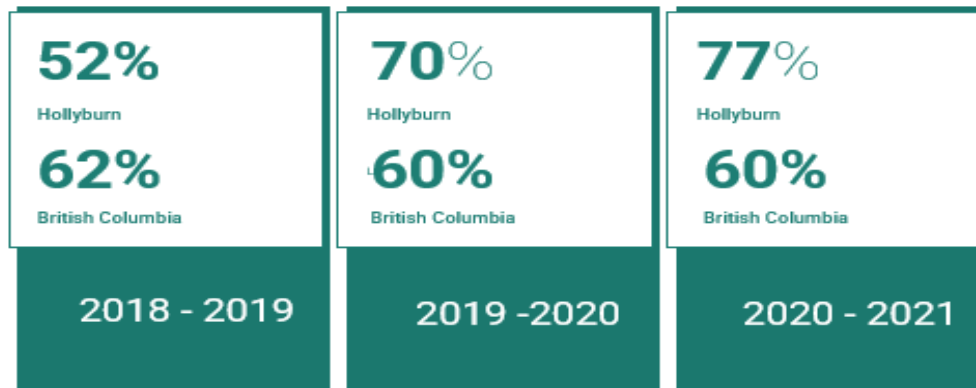 52%
Hollyburn
62%
British Columbia
2018 - 2019
70%
Hollyburn
60%
British Columbia
2019 -2020
77%
Hollyburn
60%
British Columbia
2020 - 2021